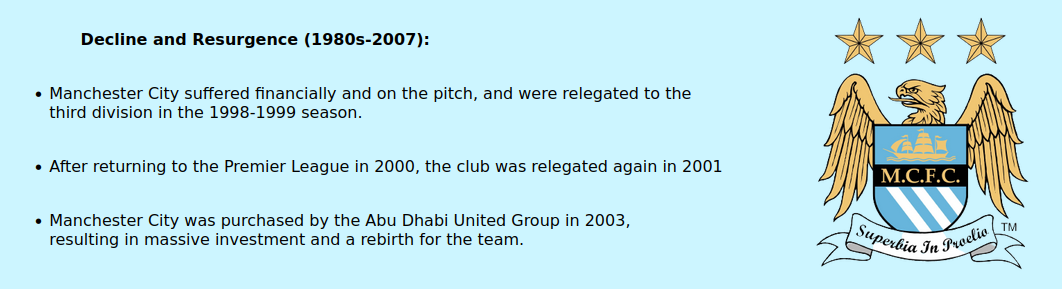 Decline and Resurgence (1980s-2007):
• Manchester City suffered financially and on the pitch, and were relegated to the
third division in the 1998-1999 season.
• After returning to the Premier League in 2000, the club was relegated again in 2001
• Manchester City was purchased by the Abu Dhabi United Group in 2003,
resulting in massive investment and a rebirth for the team.
M.C.F.C.
Superbia In Proelio
TM